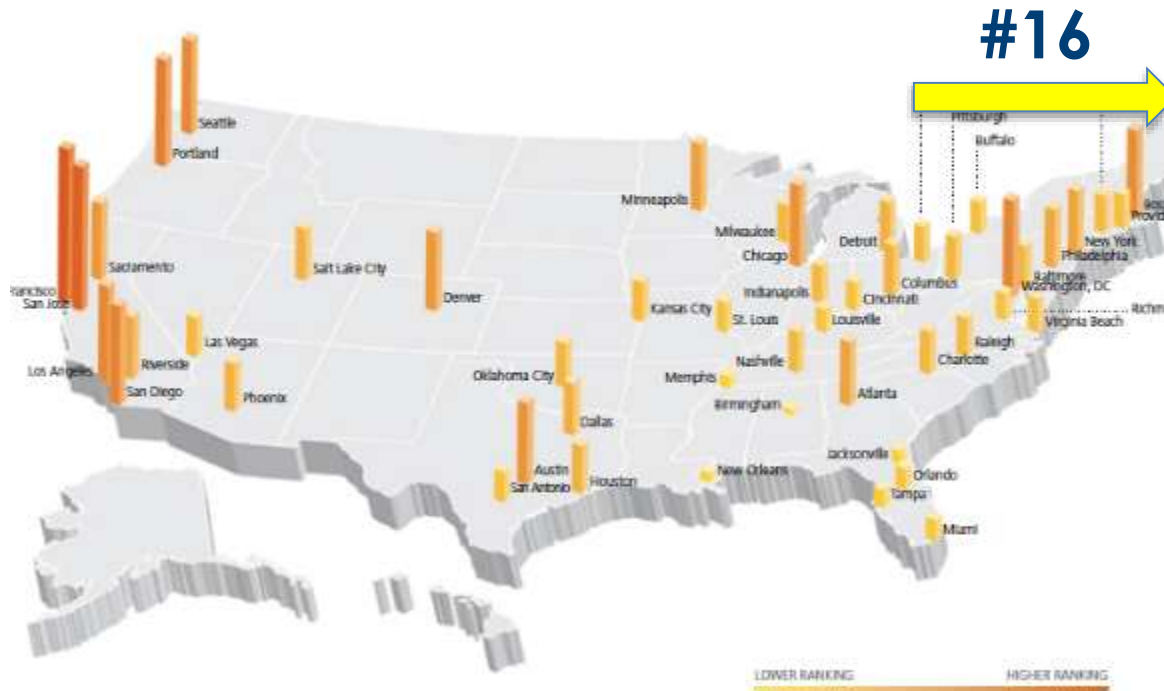 #16
Pittsburgh
Buffalo
Seattle
Portland
Minneapolis
Milwaukee
Chicago
Detroit
New York
Philadelphia
Baltimore
Washington, DC
Columbus
Cincinnati
Indianapolis
Sacramento
Salt Lake City
Denver
rancisco
San Jose
Kansas City
St. Louis
Louisville
Virginia Beach
Las Vegas
Raleigh
Riverside
Los Angeles
Nashville
Charlotte
Oklahoma City
Memphis
San Diego
Phoenix
Atlanta
Birmingham
Dallas
Jacksonville
Austin
New Orleans
Orlando
San Antonio
Houston
Tampa
Miami
LOWER RANKING
HIGHER RANKING